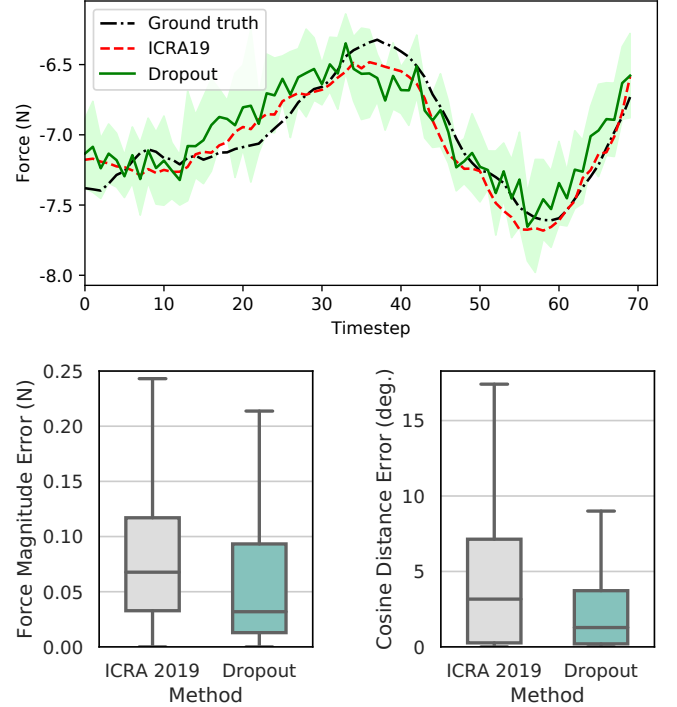 Ground truth
ICRA19
Dropout
Force (N)
-6.5
-7.0
-7.5
-8.0
0 10 20 30 40 50 60 70
Timestep
Force Magnitude Error (N)
0.25
0.20
0.15
0.10
0.05
0.00
ICRA 2019 Dropout
Method
Cosine Distance Error (deg.)
15
10
5
0
ICRA 2019 Dropout
Method